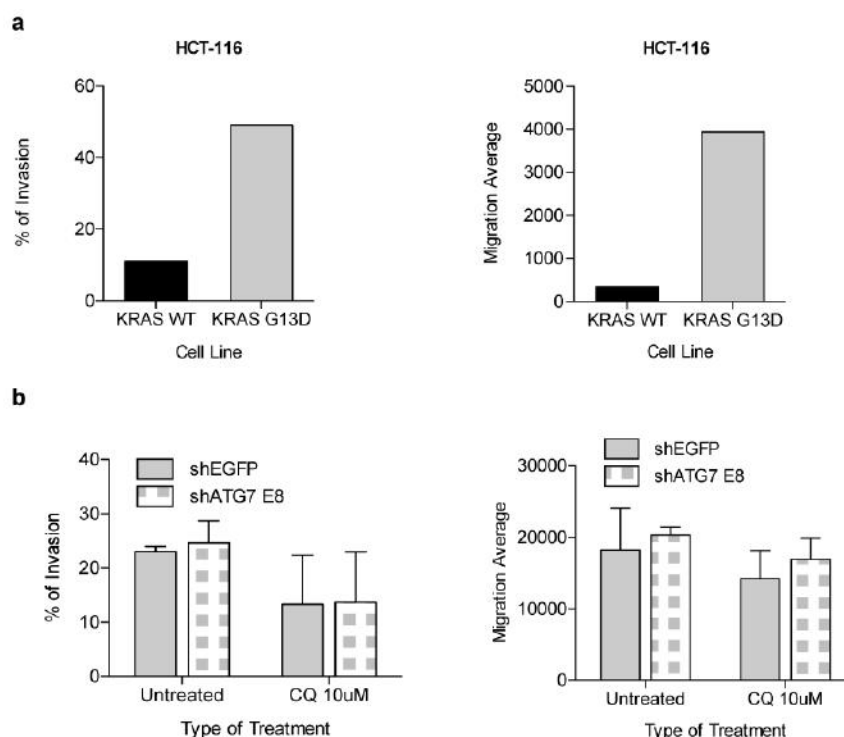 a
HCT-116
% of Invasion
60
40
20
0
KRAS WT KRAS G13D
Cell Line
HCT-116
Migration Average
5000
4000
3000
2000
1000
0
KRAS WT KRAS G13D
Cell Line
b
% of Invasion
40
30
20
10
0
shEGFP
shATG7 E8
Untreated CQ 10uM
Type of Treatment
Migration Average
30000
20000
10000
0
shEGFP
shATG7 E8
Untreated CQ 10uM
Type of Treatment